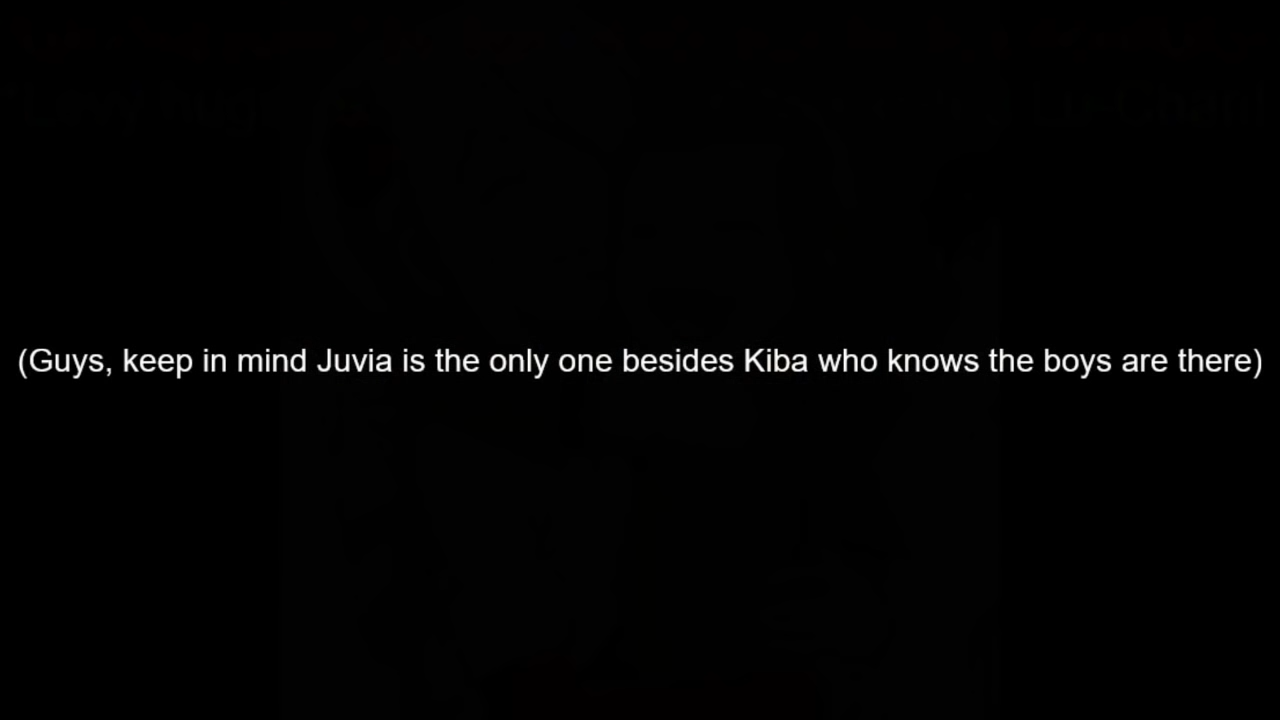 (Guys, keep in mind Juvia is the only one besides Kiba who knows the boys are there)